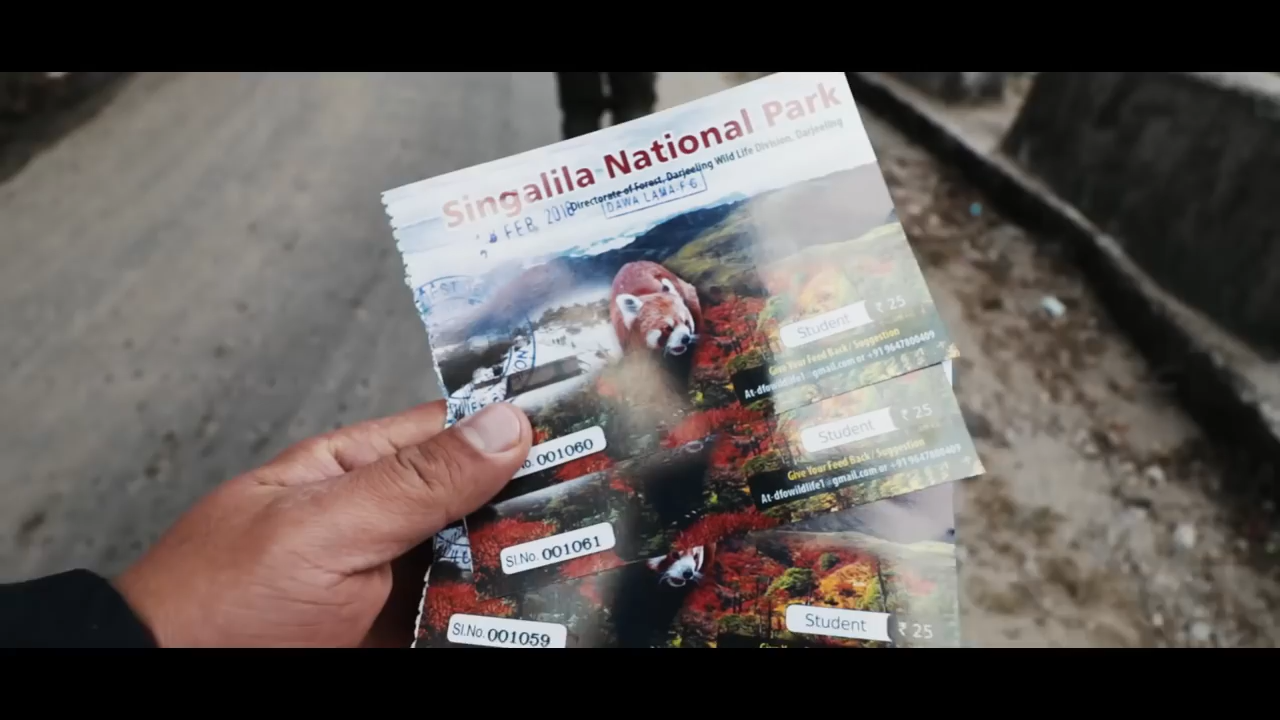 Singalila National Park
Directorate of Forest, Darjeeling Wild Life Division, Darjeeling
FEB 2018
DAWA LAMA-FG
Student ₹ 25
Give Your Feed Back / Suggestion
At-dfowildlife1@gmail.com or +91 9647800409
No. 001060
Student ₹ 25
Give Your Feed Back / Suggestion
At-dfowildlife1@gmail.com or +91 9647800409
Sl.No. 001061
Student ₹ 25
Sl.No. 001059